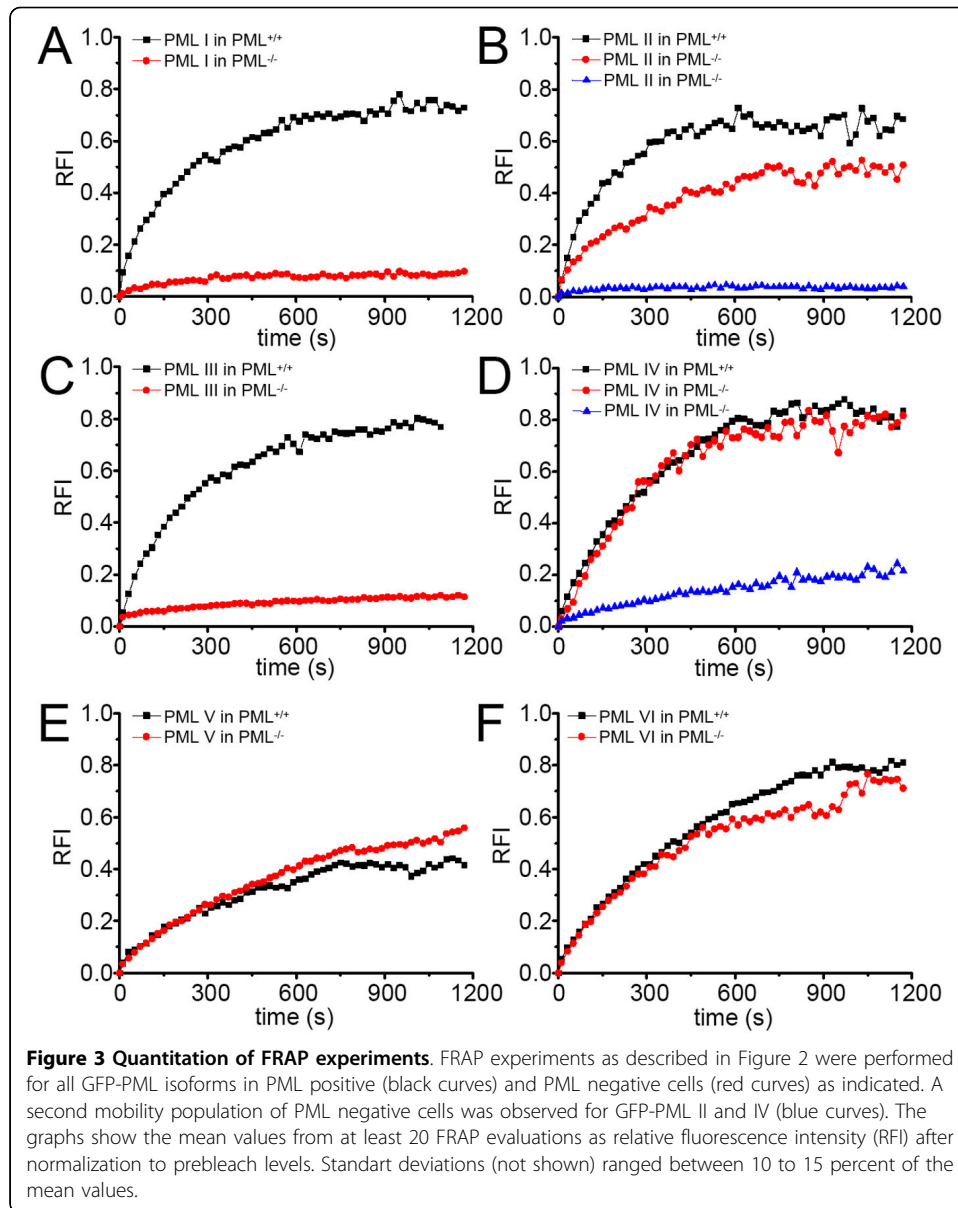 A
PML I in PML+/+
PML I in PML-/-
RFI
1.0
0.8
0.6
0.4
0.2
0.0
0 300 600 900 1200
time (s)
B
PML II in PML+/+
PML II in PML-/-
PML II in PML-/-
RFI
1.0
0.8
0.6
0.4
0.2
0.0
0 300 600 900 1200
time (s)
C
PML III in PML+/+
PML III in PML-/-
RFI
1.0
0.8
0.6
0.4
0.2
0.0
0 300 600 900 1200
time (s)
D
PML IV in PML+/+
PML IV in PML-/-
PML IV in PML-/-
RFI
1.0
0.8
0.6
0.4
0.2
0.0
0 300 600 900 1200
time (s)
E
PML V in PML+/+
PML V in PML-/-
RFI
1.0
0.8
0.6
0.4
0.2
0.0
0 300 600 900 1200
time (s)
F
PML VI in PML+/+
PML VI in PML-/-
RFI
1.0
0.8
0.6
0.4
0.2
0.0
0 300 600 900 1200
time (s)
Figure 3 Quantitation of FRAP experiments. FRAP experiments as described in Figure 2 were performed
for all GFP-PML isoforms in PML positive (black curves) and PML negative cells (red curves) as indicated. A
second mobility population of PML negative cells was observed for GFP-PML II and IV (blue curves). The
graphs show the mean values from at least 20 FRAP evaluations as relative fluorescence intensity (RFI) after
normalization to prebleach levels. Standart deviations (not shown) ranged between 10 to 15 percent of the
mean values.